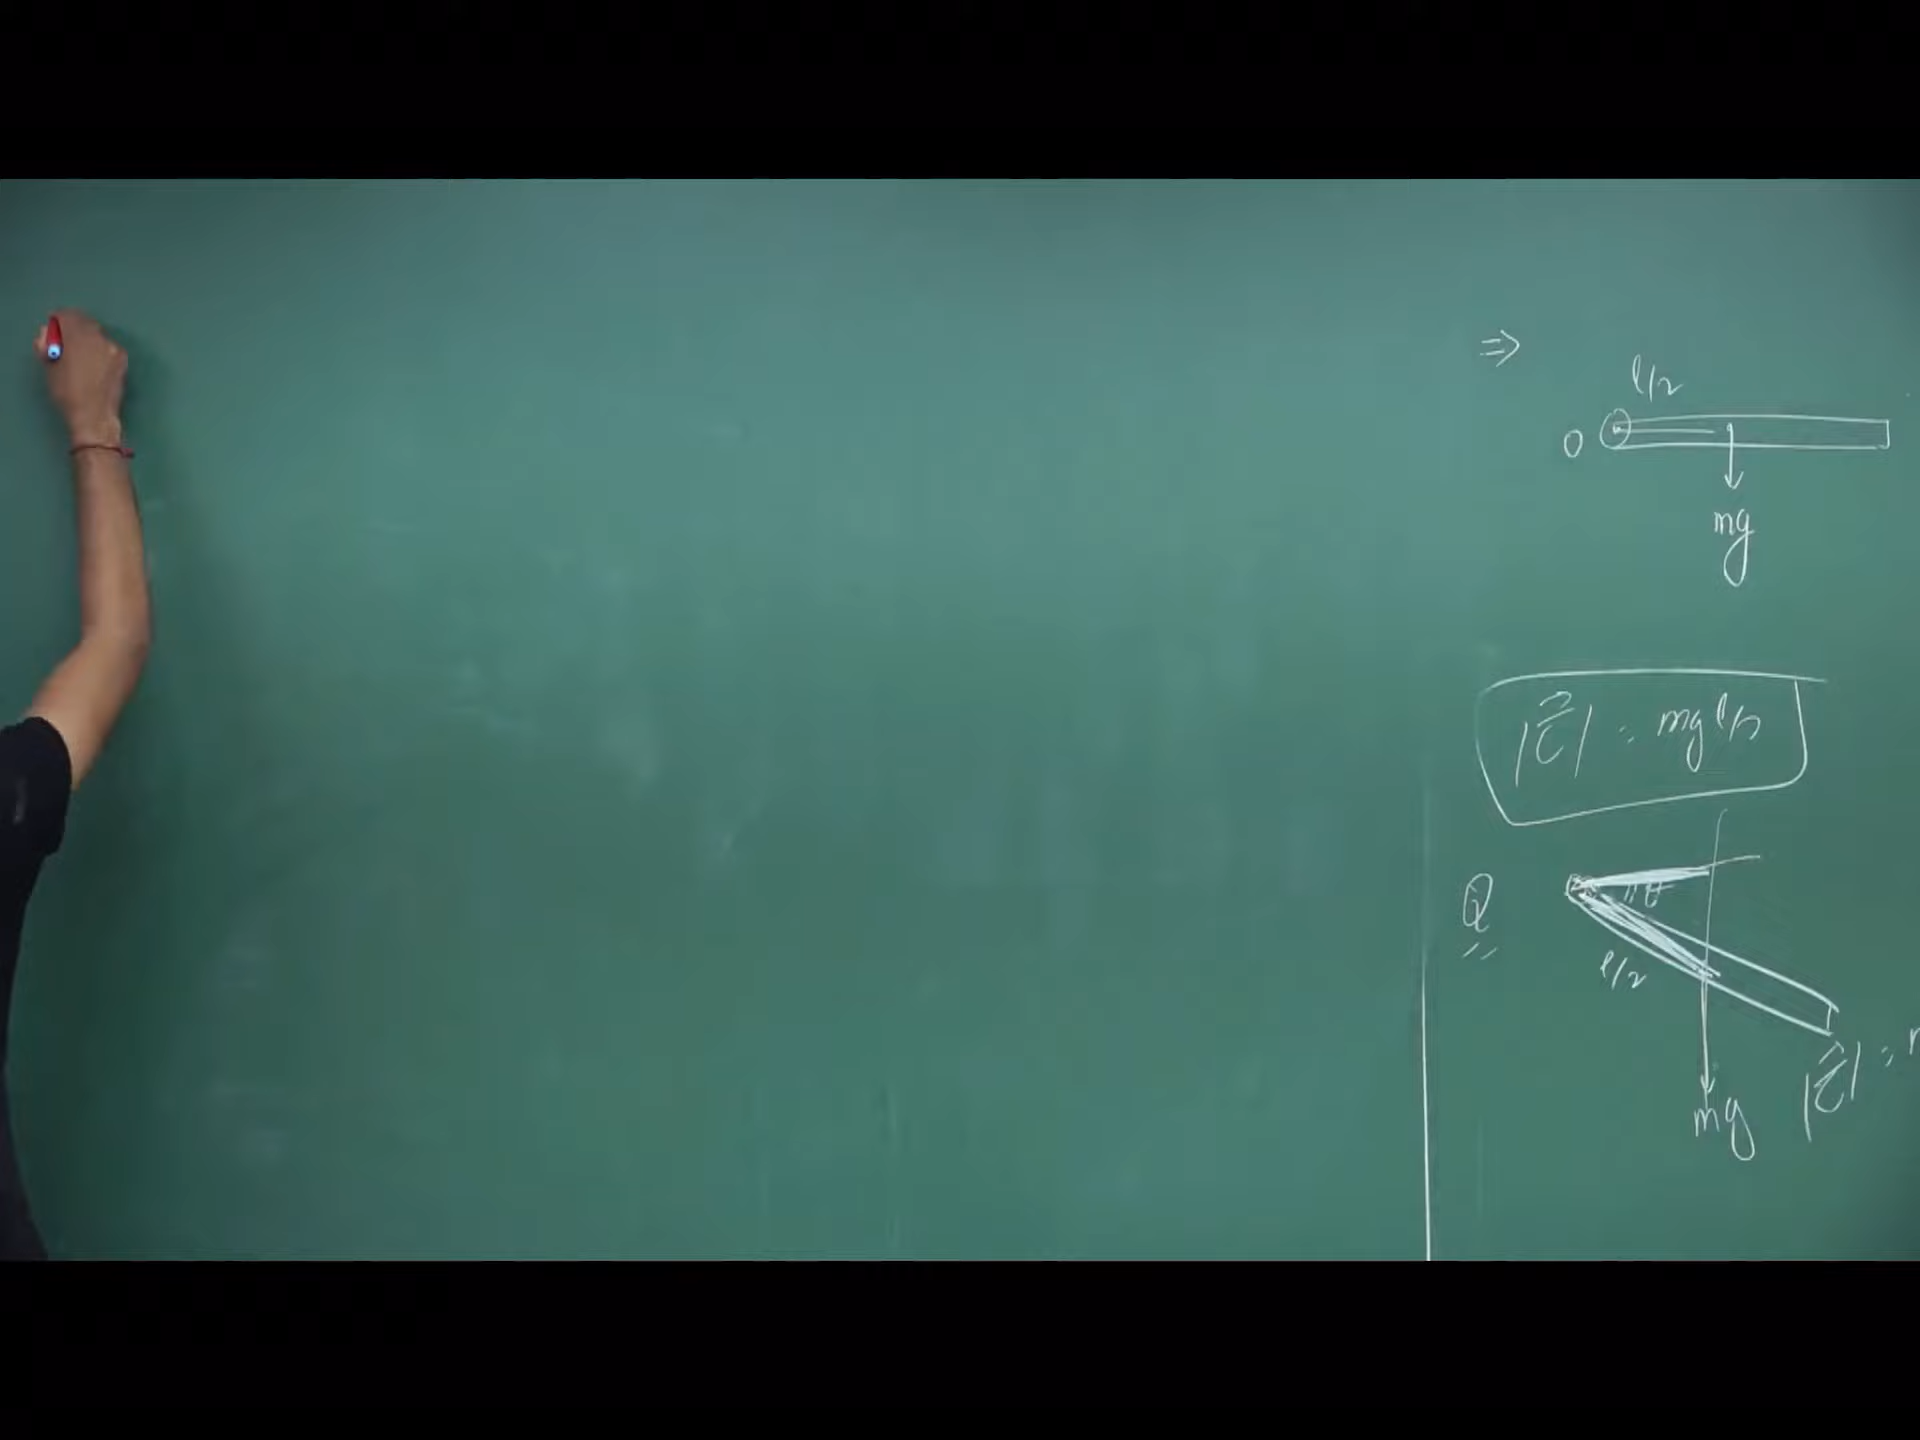 ⇒
l/2
O
mg
|τ⃗| = mg l/2
Q
θ
l/2
|τ⃗| =
mg